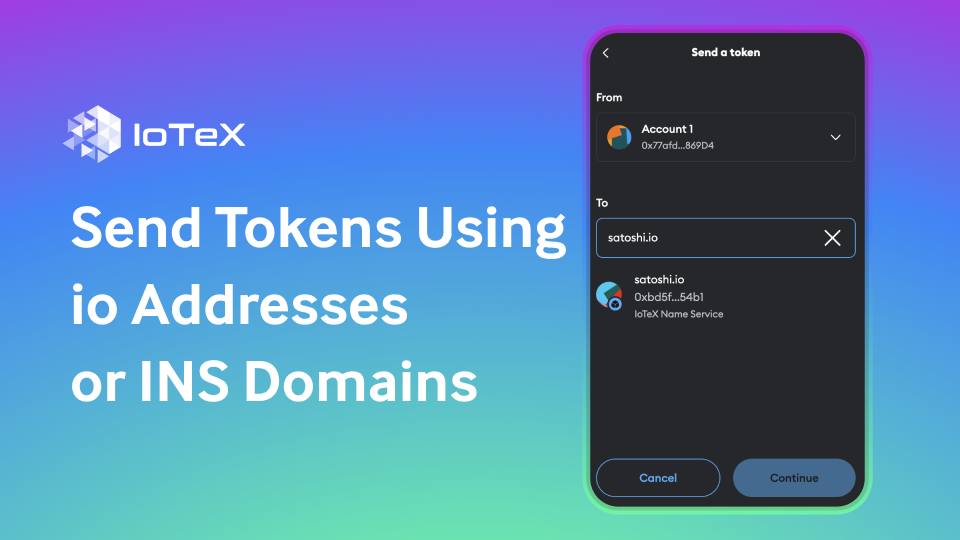 IoTeX
Send Tokens Using
io Addresses
or INS Domains
Send a token
From
Account 1
0x77afd...869D4
To
satoshi.io
satoshi.io
0xbd5f...54b1
IoTeX Name Service
Cancel
Continue